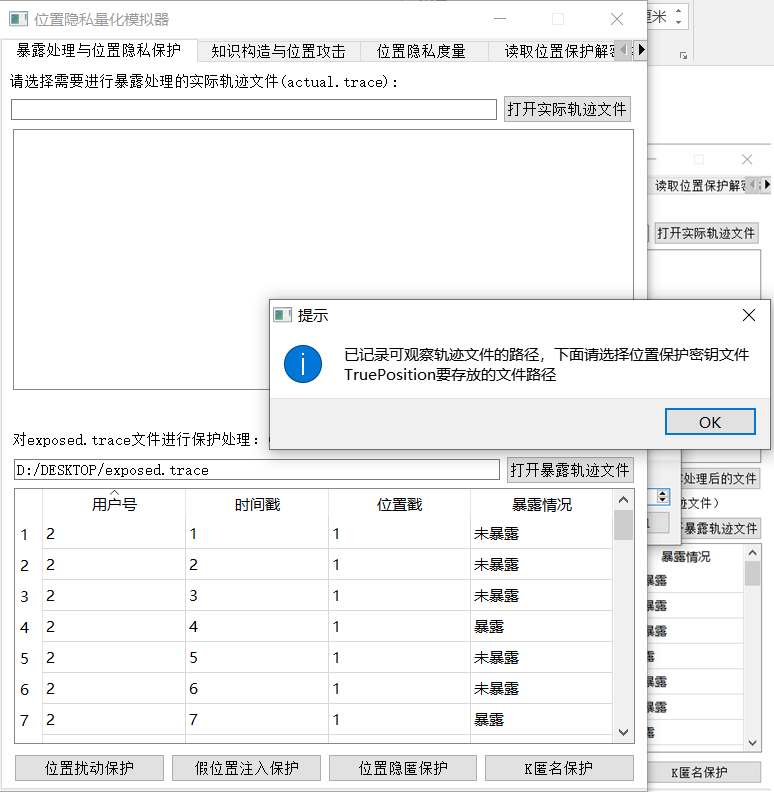 厘米
位置隐私量化模拟器
暴露处理与位置隐私保护 知识构造与位置攻击 位置隐私度量 读取位置保护解密
请选择需要进行暴露处理的实际轨迹文件(actual.trace):
打开实际轨迹文件
读取位置保护解密
打开实际轨迹文件
提示
已记录可观察轨迹文件的路径，下面请选择位置保护密钥文件
TruePosition要存放的文件路径
OK
对exposed.trace文件进行保护处理:
D:/DESKTOP/exposed.trace 打开暴露轨迹文件
用户号 时间戳 位置戳 暴露情况
1 2 1 1 未暴露
2 2 2 1 未暴露
3 2 3 1 未暴露
4 2 4 1 暴露
5 2 5 1 未暴露
6 2 6 1 未暴露
7 2 7 1 暴露
位置扰动保护 假位置注入保护 位置隐匿保护 K匿名保护
处理后的文件
文件)
暴露轨迹文件
暴露情况
暴露
暴露
暴露
露
暴露
暴露
露
K匿名保护